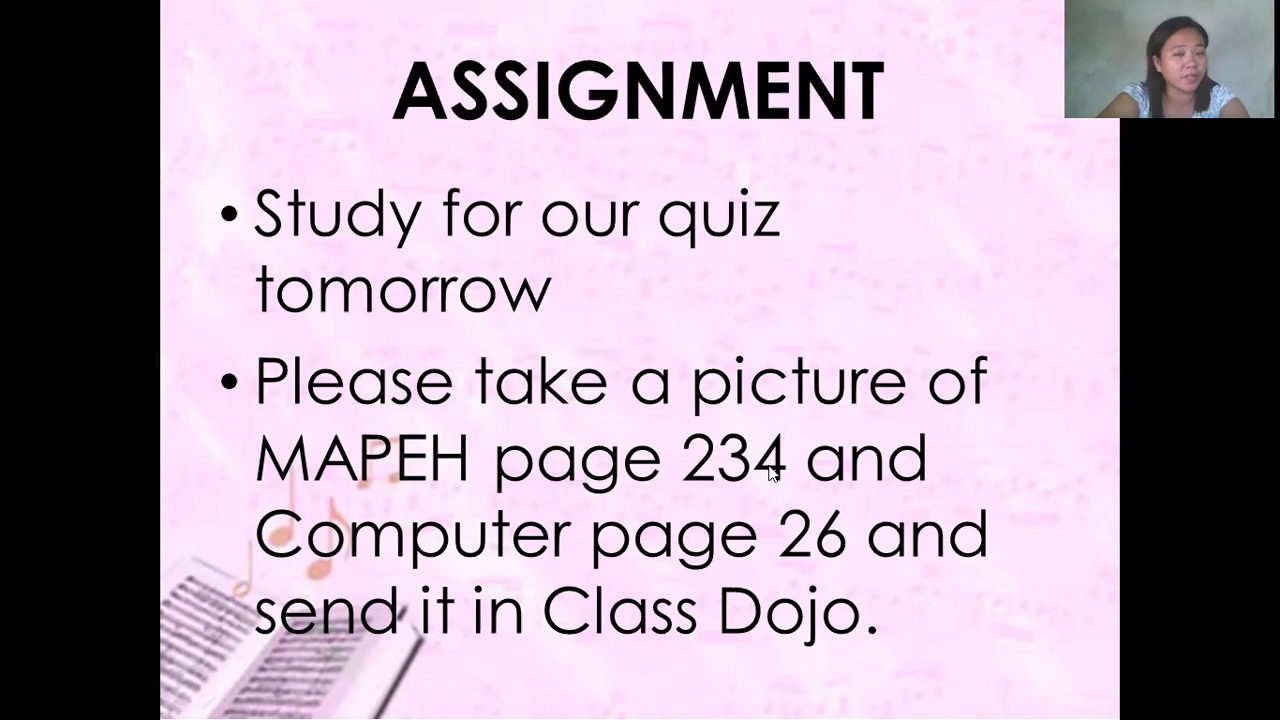 ASSIGNMENT
• Study for our quiz
tomorrow
• Please take a picture of
MAPEH page 234 and
Computer page 26 and
send it in Class Dojo.